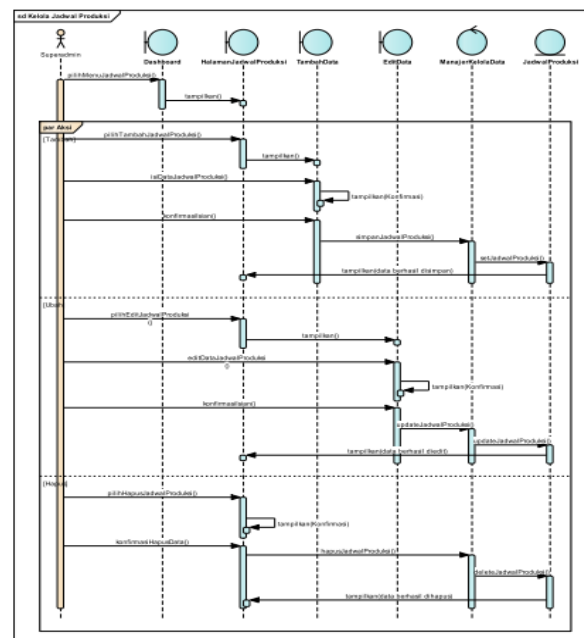 sd Kelola Jadwal Produksi
Superadmin
Dashboard
HalamanJadwalProduksi
TambahData
EditData
ManajerKelolaData
JadwalProduksi
pilihMenuJadwalProduksi()
tampilkan()
par Aksi
[Tambah]
pilihTambahJadwalProduksi()
tampilkan()
isiDataJadwalProduksi()
tampilkan(Konfirmasi)
konfirmasiIsian()
simpanJadwalProduksi()
setJadwalProduksi()
tampilkan(data berhasil disimpan)
[Ubah]
pilihEditJadwalProduksi
()
tampilkan()
editDataJadwalProduksi
()
tampilkan(Konfirmasi)
konfirmasiIsian()
updateJadwalProduksi()
updateJadwalProduksi()
tampilkan(data berhasil diedit)
[Hapus]
pilihHapusJadwalProduksi()
tampilkan(Konfirmasi)
konfirmasiHapusData()
hapusJadwalProduksi()
deleteJadwalProduksi()
tampilkan(data berhasil dihapus)